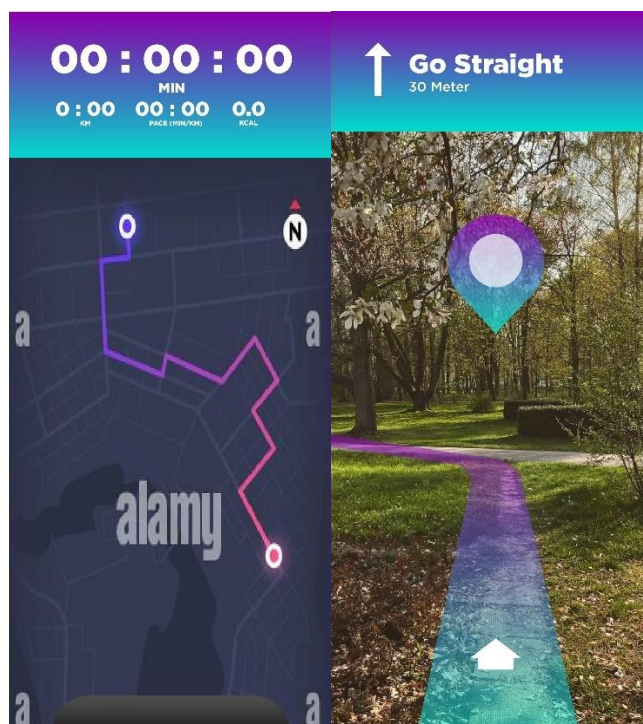 00 : 00 : 00
MIN
0 : 00 00 : 00 0.0
KM PACE (MIN/KM) KCAL
N
a a
alamy
a a
Go Straight
30 Meter